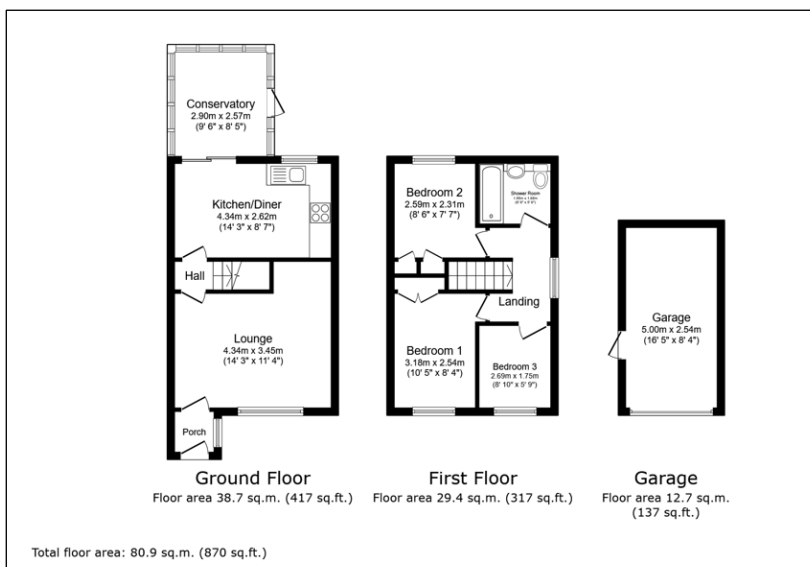 Conservatory
2.90m x 2.57m
(9' 6" x 8' 5")
Kitchen/Diner
4.34m x 2.62m
(14' 3" x 8' 7")
Hall
Lounge
4.34m x 3.45m
(14' 3" x 11' 4")
Porch
Ground Floor
Floor area 38.7 sq.m. (417 sq.ft.)
Bedroom 2
2.59m x 2.31m
(8' 6" x 7' 7")
Shower Room
Landing
Bedroom 1
3.18m x 2.54m
(10' 5" x 8' 4")
Bedroom 3
2.69m x 1.75m
(8' 10" x 5' 9")
First Floor
Floor area 29.4 sq.m. (317 sq.ft.)
Garage
5.00m x 2.54m
(16' 5" x 8' 4")
Garage
Floor area 12.7 sq.m.
(137 sq.ft.)
Total floor area: 80.9 sq.m. (870 sq.ft.)